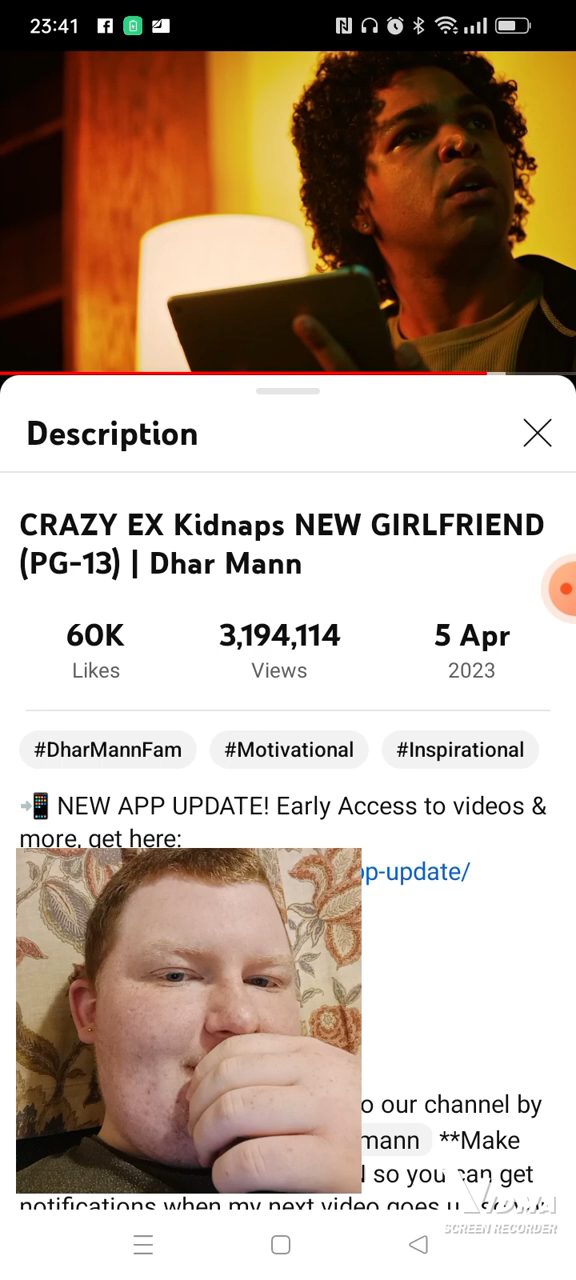 23:41
Description
CRAZY EX Kidnaps NEW GIRLFRIEND
(PG-13) | Dhar Mann
60K
3,194,114
5 Apr
Likes
Views
2023
#DharMannFam
#Motivational
#Inspirational
NEW APP UPDATE! Early Access to videos &
more, get here:
p-update/
o our channel by
mann **Make
so you can get
notifications when my next video goes
VIDMA
SCREEN RECORDER